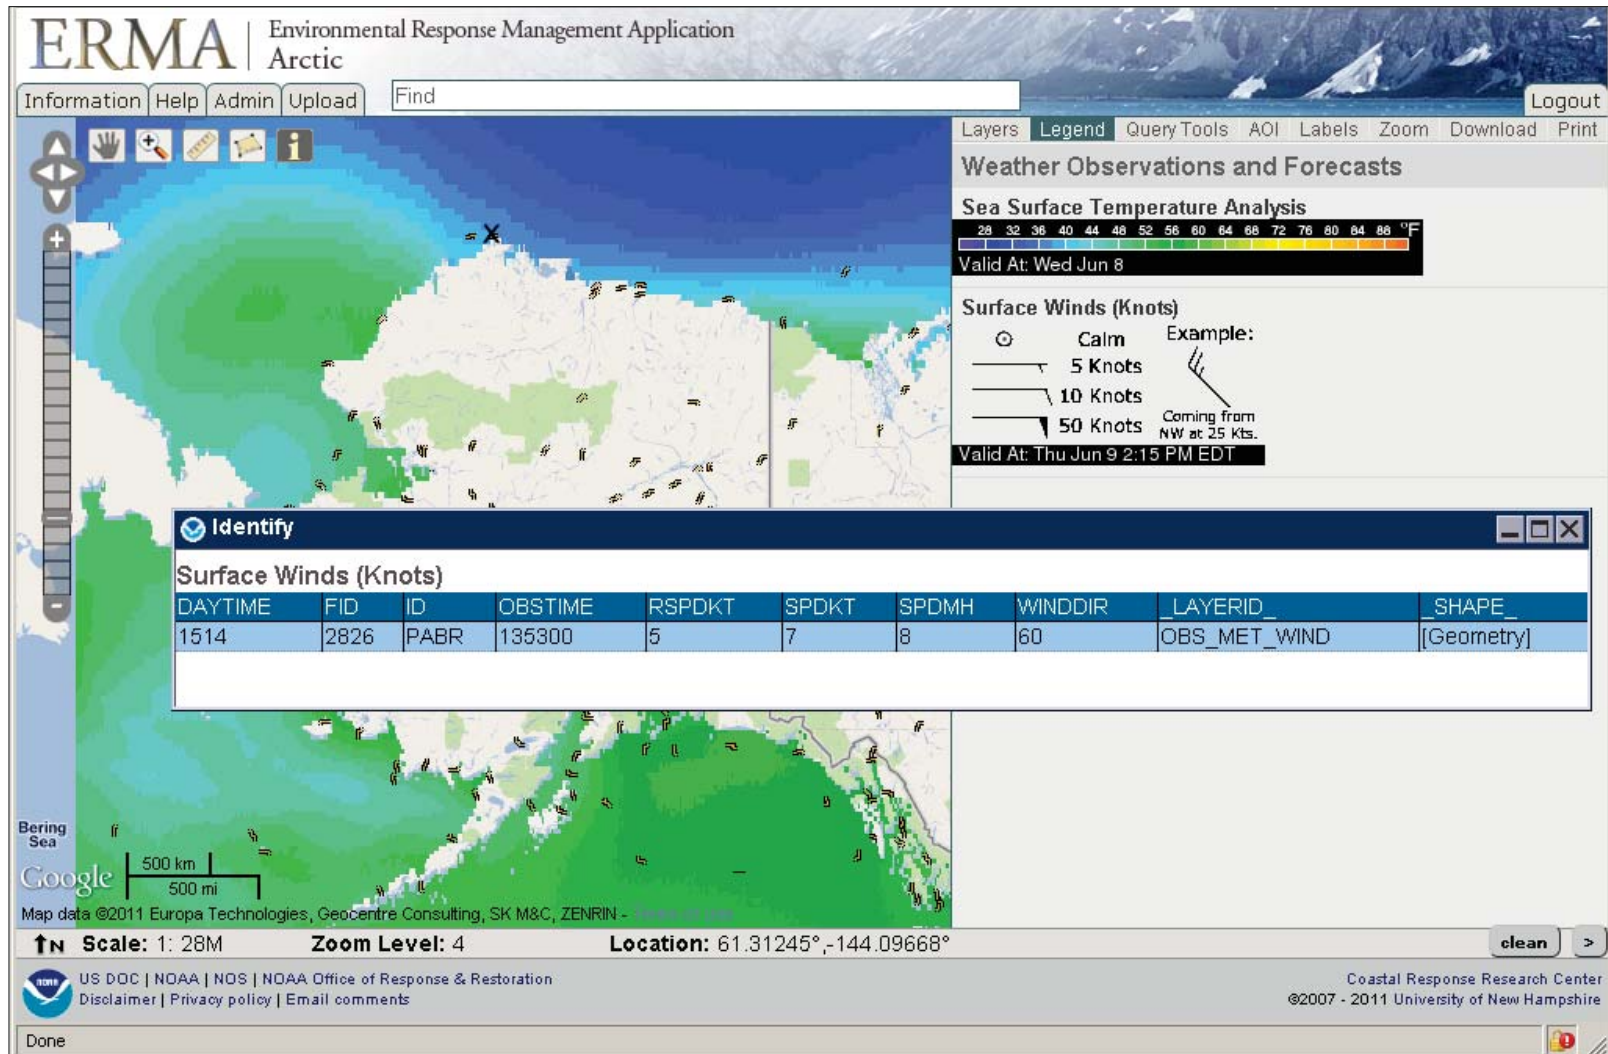 ERMA
Environmental Response Management Application
Arctic
Information Help Admin Upload
Find
Logout
Layers Legend Query Tools AOI Labels Zoom Download Print
Weather Observations and Forecasts
Sea Surface Temperature Analysis
28 32 36 40 44 48 52 56 60 64 68 72 76 80 84 88 °F
Valid At: Wed Jun 8
Surface Winds (Knots)
Calm
5 Knots
10 Knots
50 Knots
Example:
Coming from
NW at 25 Kts.
Valid At: Thu Jun 9 2:15 PM EDT
Identify
Surface Winds (Knots)
DAYTIME FID ID OBSTIME RSPDKT SPDKT SPDMH WINDDIR _LAYERID_ _SHAPE_
1514 2826 PABR 135300 5 7 8 60 OBS_MET_WIND [Geometry]
Bering
Sea
Google
500 km
500 mi
Map data ©2011 Europa Technologies, Geocentre Consulting, SK M&C, ZENRIN -
N Scale: 1: 28M Zoom Level: 4 Location: 61.31245°,-144.09668°
clean >
US DOC | NOAA | NOS | NOAA Office of Response & Restoration
Disclaimer | Privacy policy | Email comments
Coastal Response Research Center
©2007 - 2011 University of New Hampshire
Done